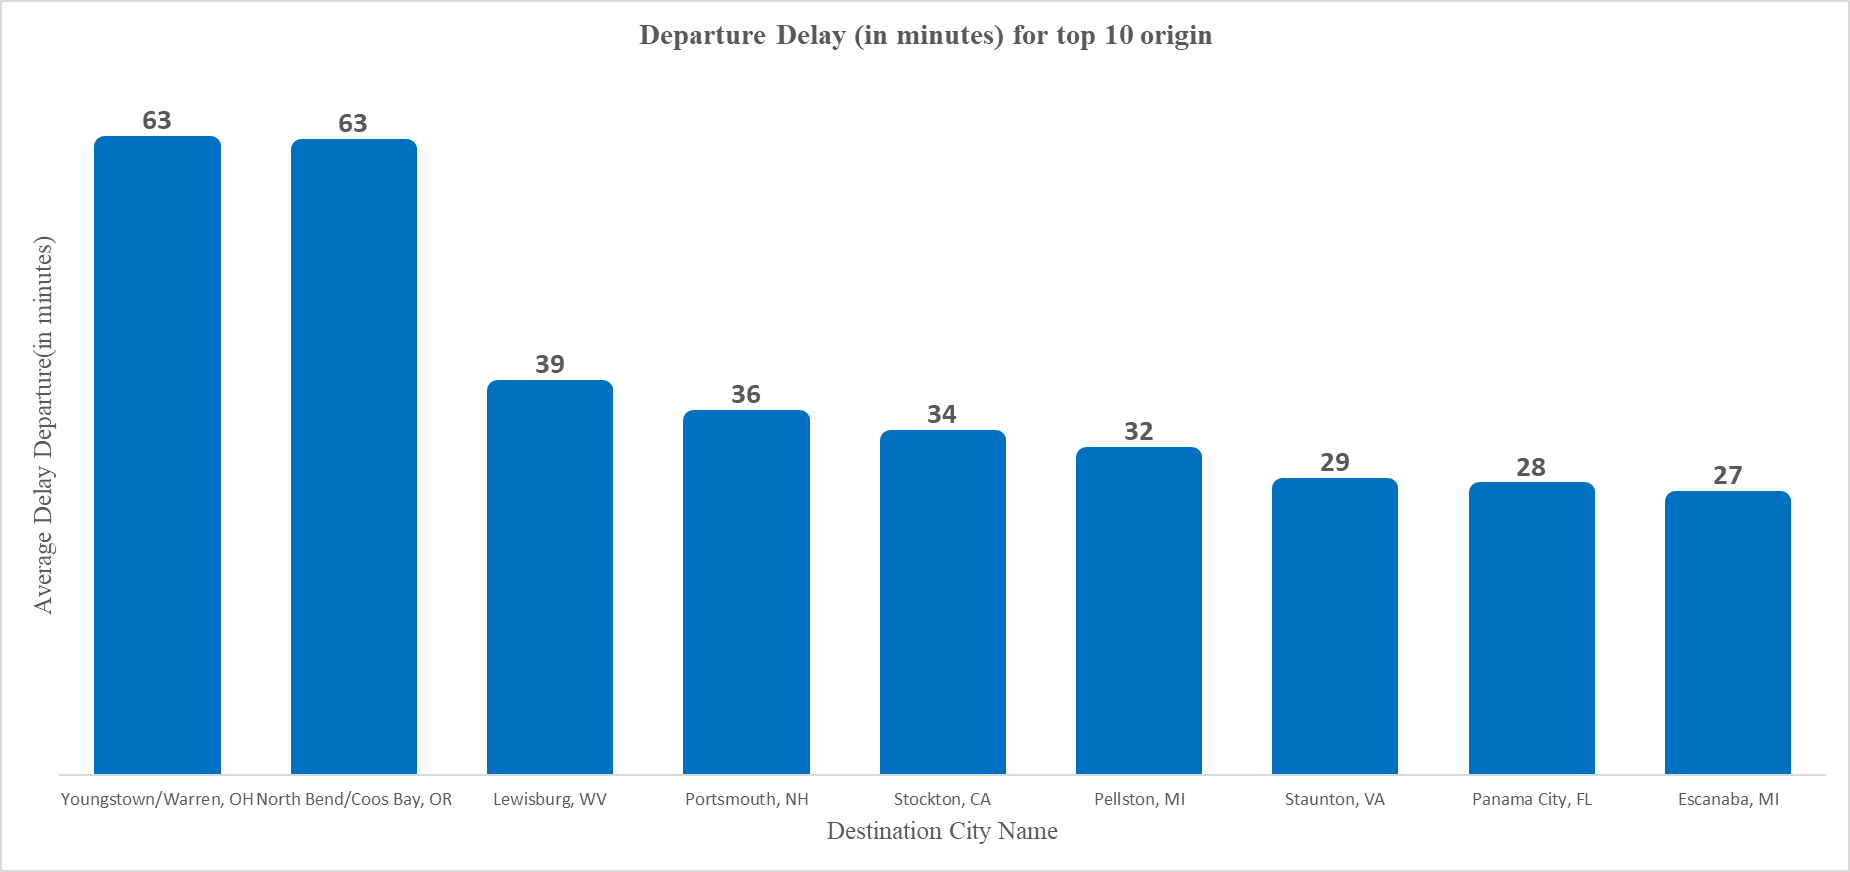 Departure Delay (in minutes) for top 10 origin
Average Delay Departure(in minutes)
63
63
39
36
34
32
29
28
27
Youngstown/Warren, OH
North Bend/Coos Bay, OR
Lewisburg, WV
Portsmouth, NH
Stockton, CA
Pellston, MI
Staunton, VA
Panama City, FL
Escanaba, MI
Destination City Name